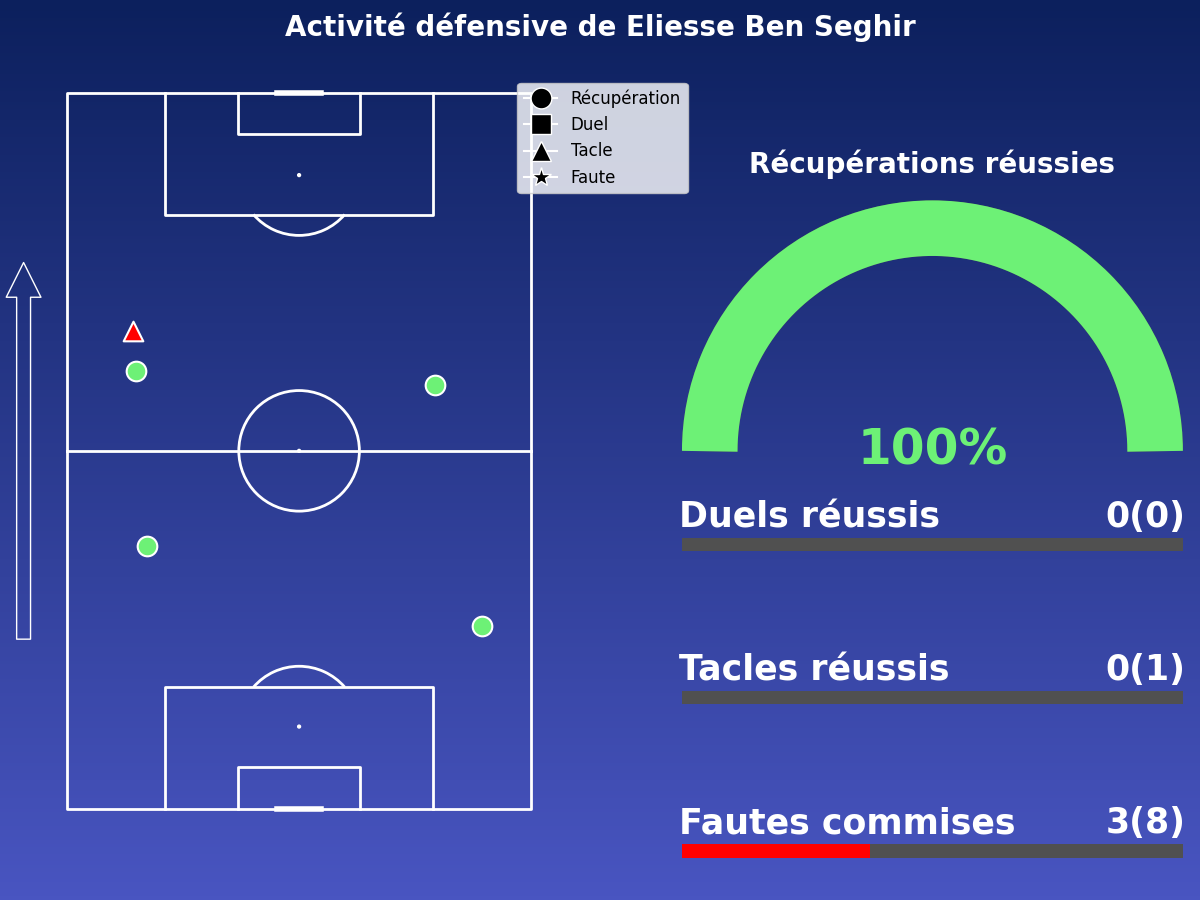 Activité défensive de Eliesse Ben Seghir
Récupération
Duel
Tacle
Faute
Récupérations réussies
100%
Duels réussis 0(0)
Tacles réussis 0(1)
Fautes commises 3(8)